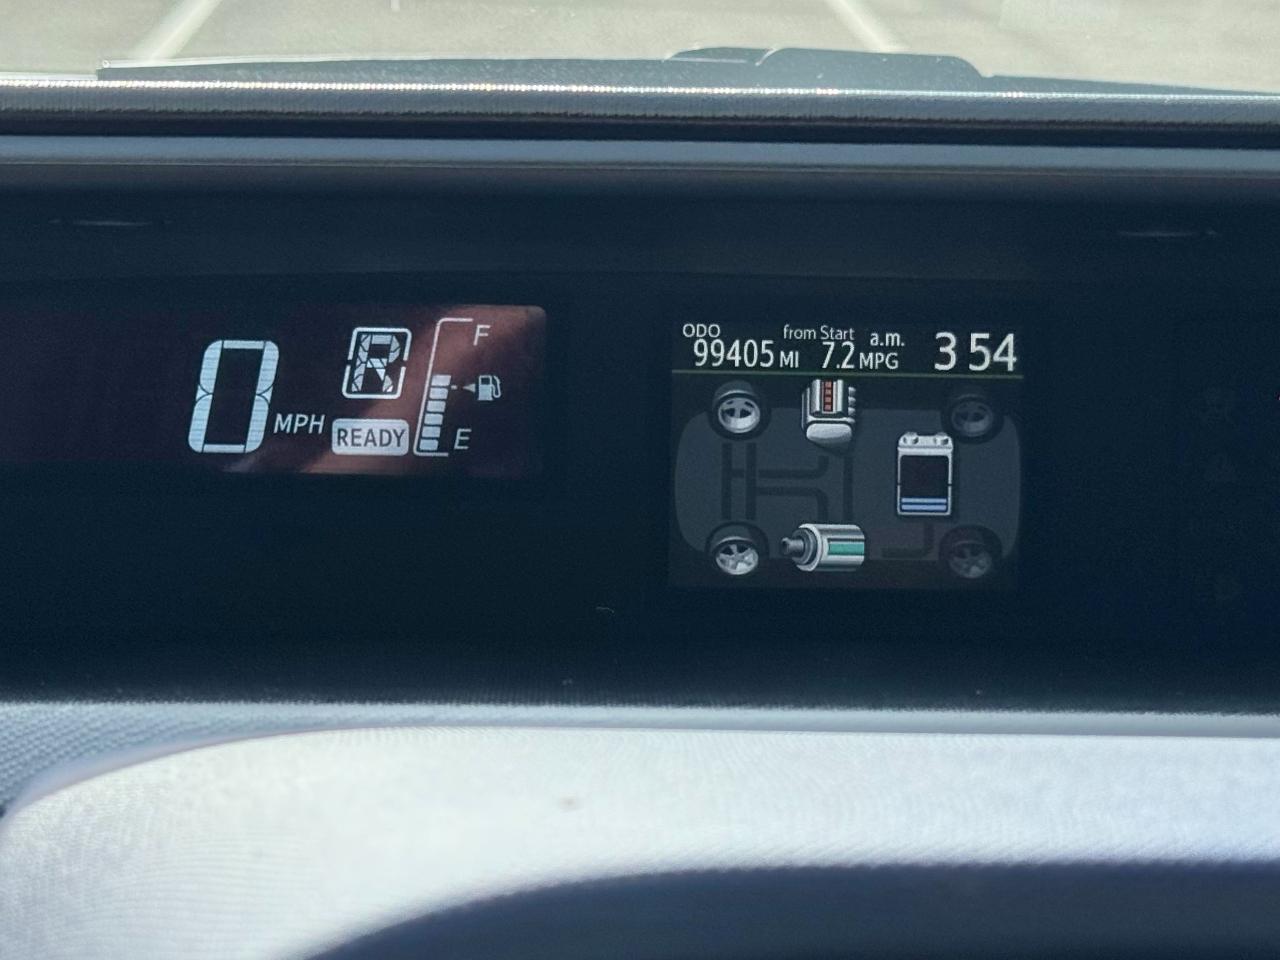 0 MPH
R
READY
F
E
ODO
99405 MI
from Start
7.2 MPG
a.m.
3 54